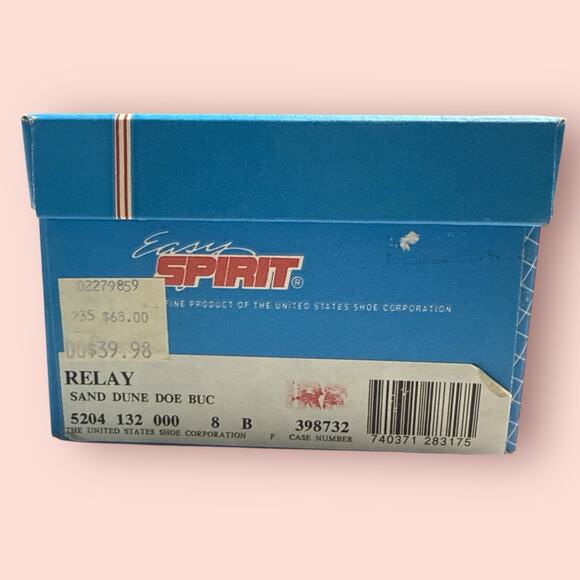 Easy
SPIRIT®
FINE PRODUCT OF THE UNITED STATES SHOE CORPORATION
02279859
235 $68.00
$39.98
RELAY
SAND DUNE DOE BUC
5204 132 000 8 B 398732
THE UNITED STATES SHOE CORPORATION F CASE NUMBER
740371 283175